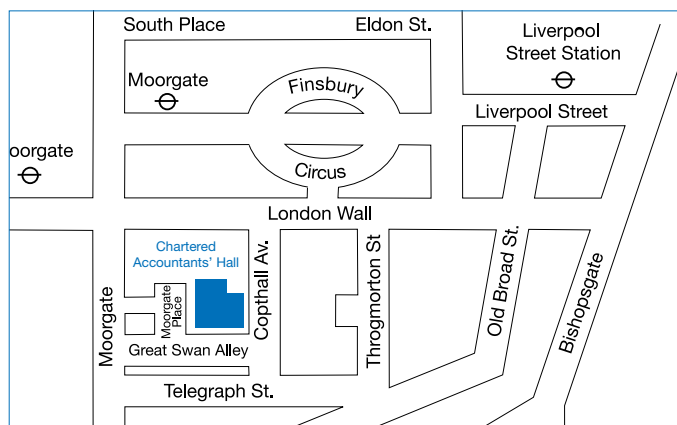 South Place
Eldon St.
Liverpool
Street Station
Moorgate
Finsbury
Liverpool Street
oorgate
Circus
London Wall
Chartered
Accountants' Hall
Moorgate
Moorgate
Place
Copthall Av.
Throgmorton St
Old Broad St.
Bishopsgate
Great Swan Alley
Telegraph St.